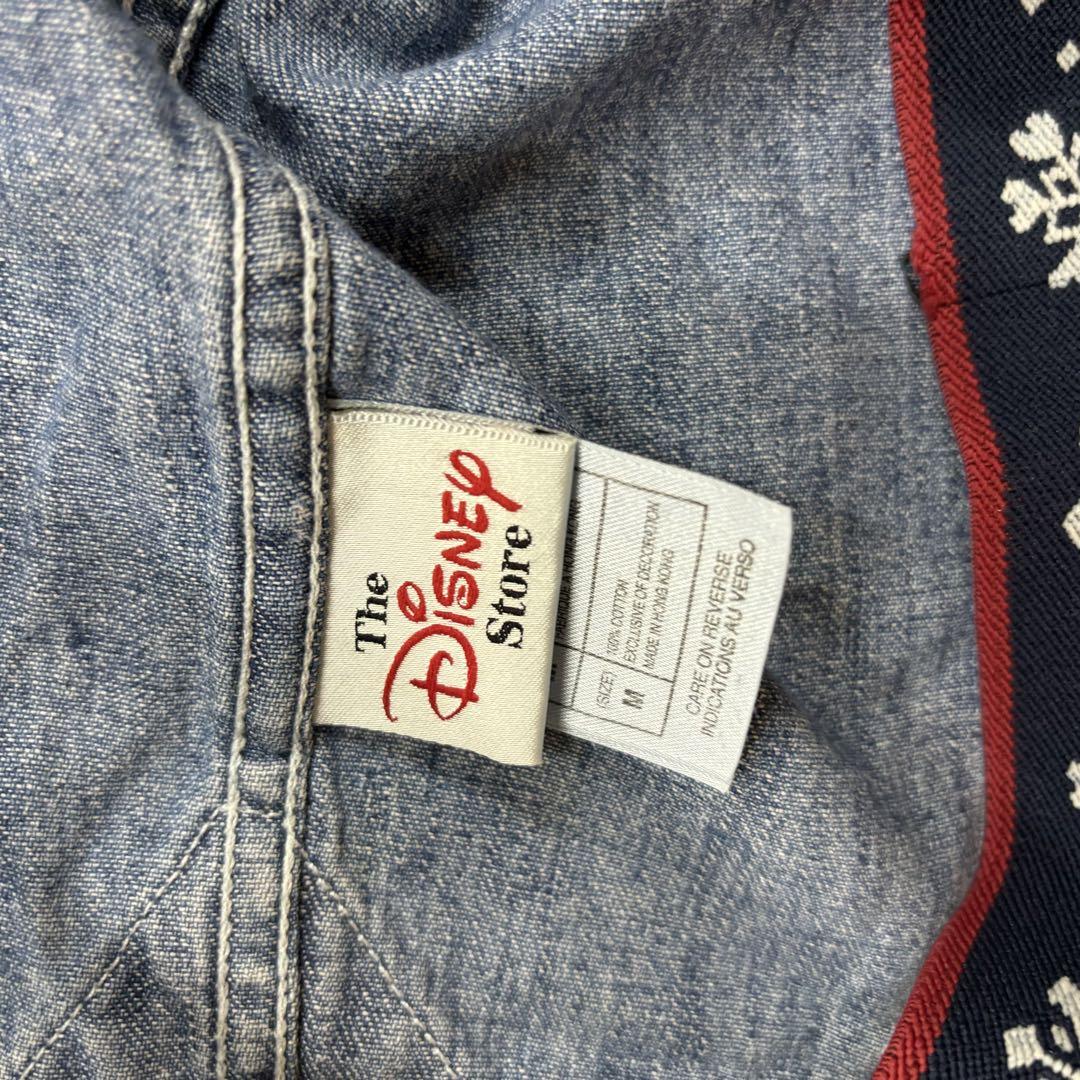 The
DISNEY
Store
(SIZE)
M
100% COTTON
EXCLUSIVE OF DECORATION
MADE IN HONG KONG
CARE ON REVERSE
INDICATIONS AU VERSO